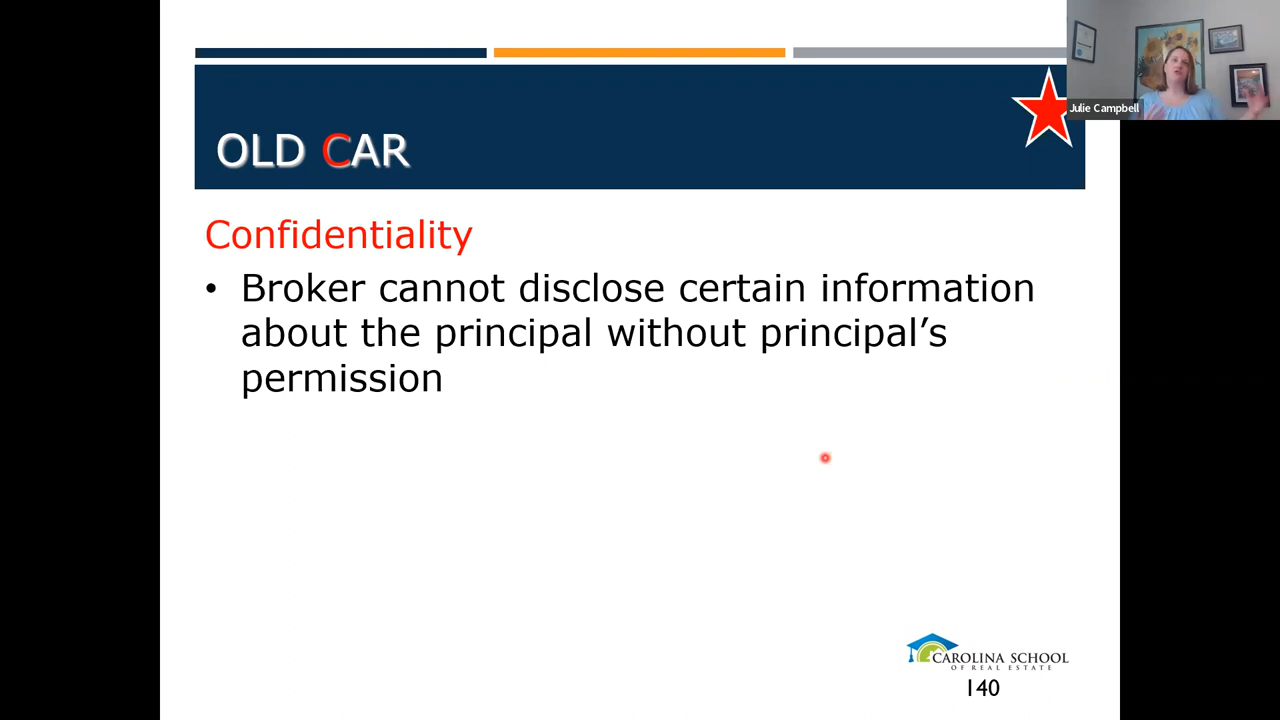 Julie Campbell
OLD CAR
Confidentiality
• Broker cannot disclose certain information
about the principal without principal’s
permission
CAROLINA SCHOOL
OF REAL ESTATE
140